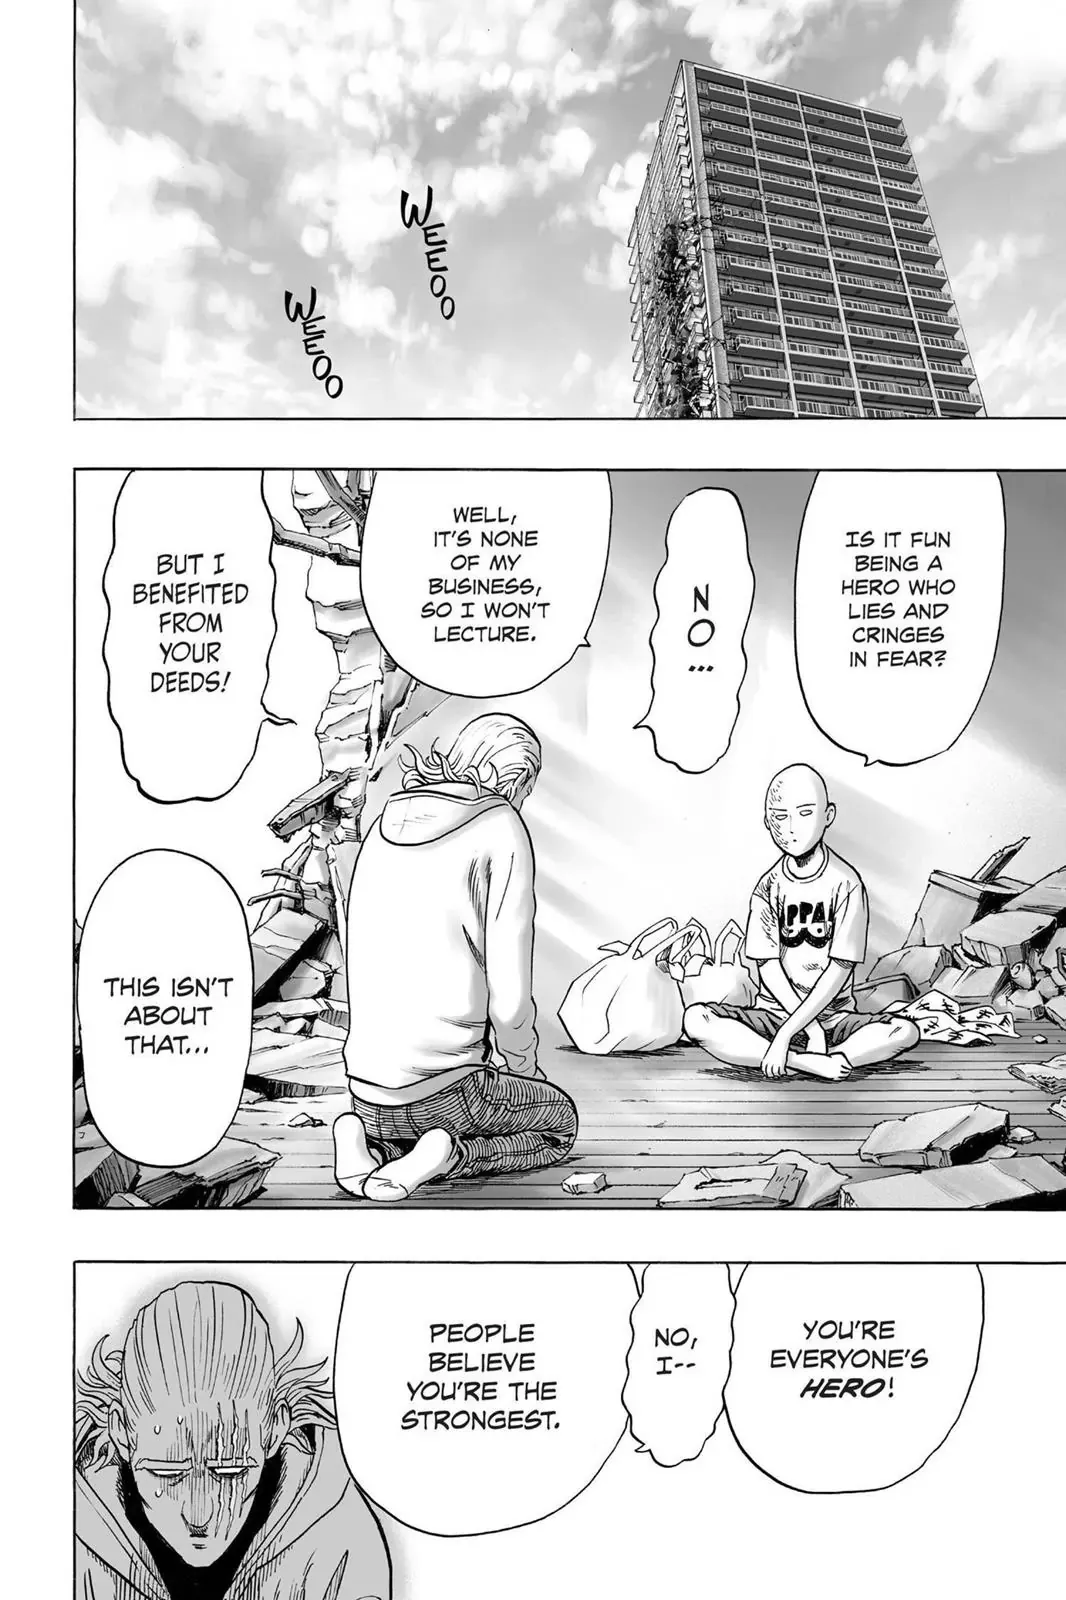 WEEOO
WEEOO
IS IT FUN
BEING A
HERO WHO
LIES AND
CRINGES
IN FEAR?
NO...
WELL,
IT'S NONE
OF MY
BUSINESS,
SO I WON'T
LECTURE.
BUT I
BENEFITED
FROM
YOUR
DEEDS!
THIS ISN'T
ABOUT
THAT...
OPPAI
YOU'RE
EVERYONE'S
HERO!
NO,
I--
PEOPLE
BELIEVE
YOU'RE THE
STRONGEST.